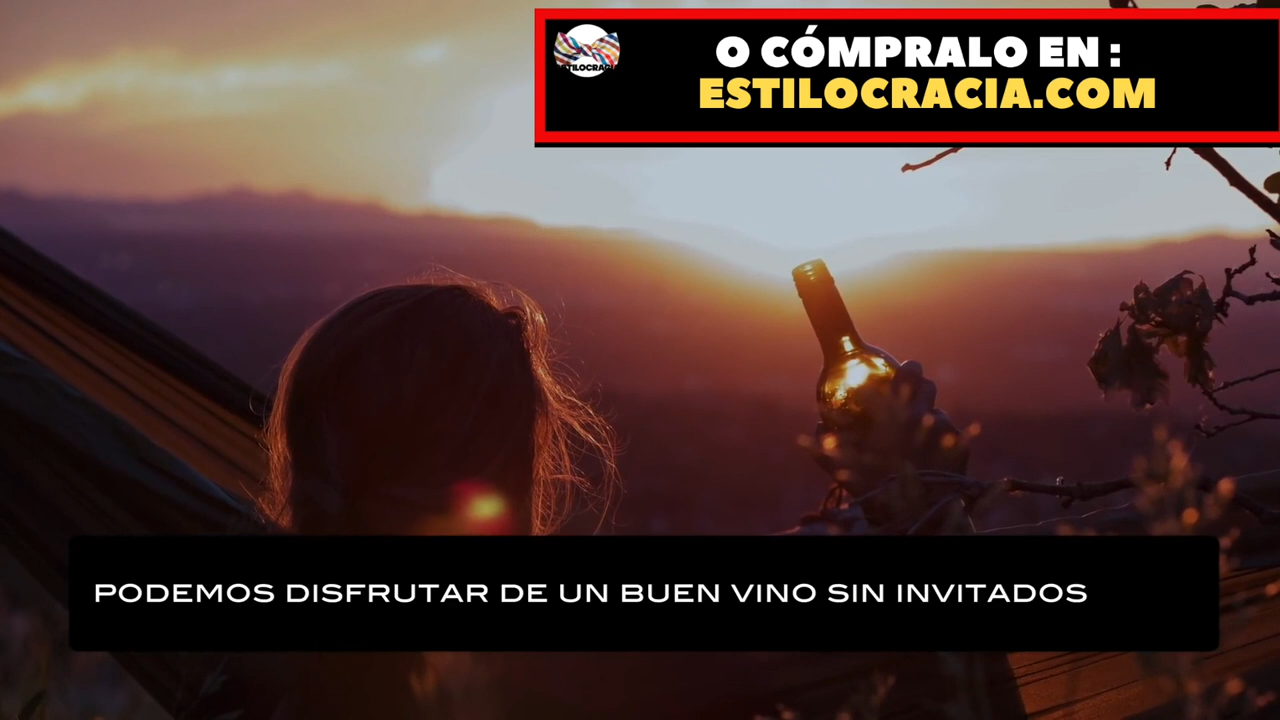 O CÓMPRALO EN :
ESTILOCRACIA.COM
PODEMOS DISFRUTAR DE UN BUEN VINO SIN INVITADOS